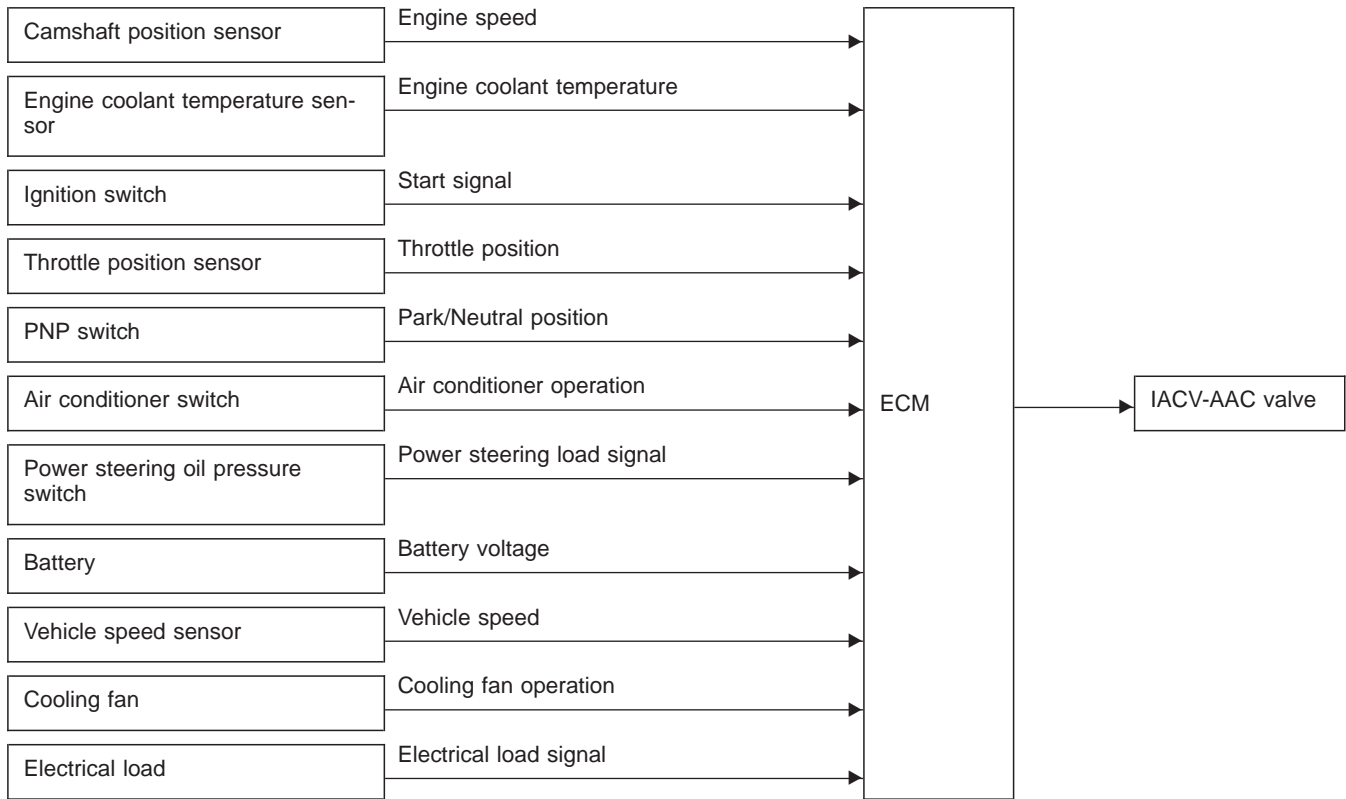 Camshaft position sensor
Engine speed
Engine coolant temperature sen-
sor
Engine coolant temperature
Ignition switch
Start signal
Throttle position sensor
Throttle position
PNP switch
Park/Neutral position
Air conditioner switch
Air conditioner operation
ECM
IACV-AAC valve
Power steering oil pressure
switch
Power steering load signal
Battery
Battery voltage
Vehicle speed sensor
Vehicle speed
Cooling fan
Cooling fan operation
Electrical load
Electrical load signal